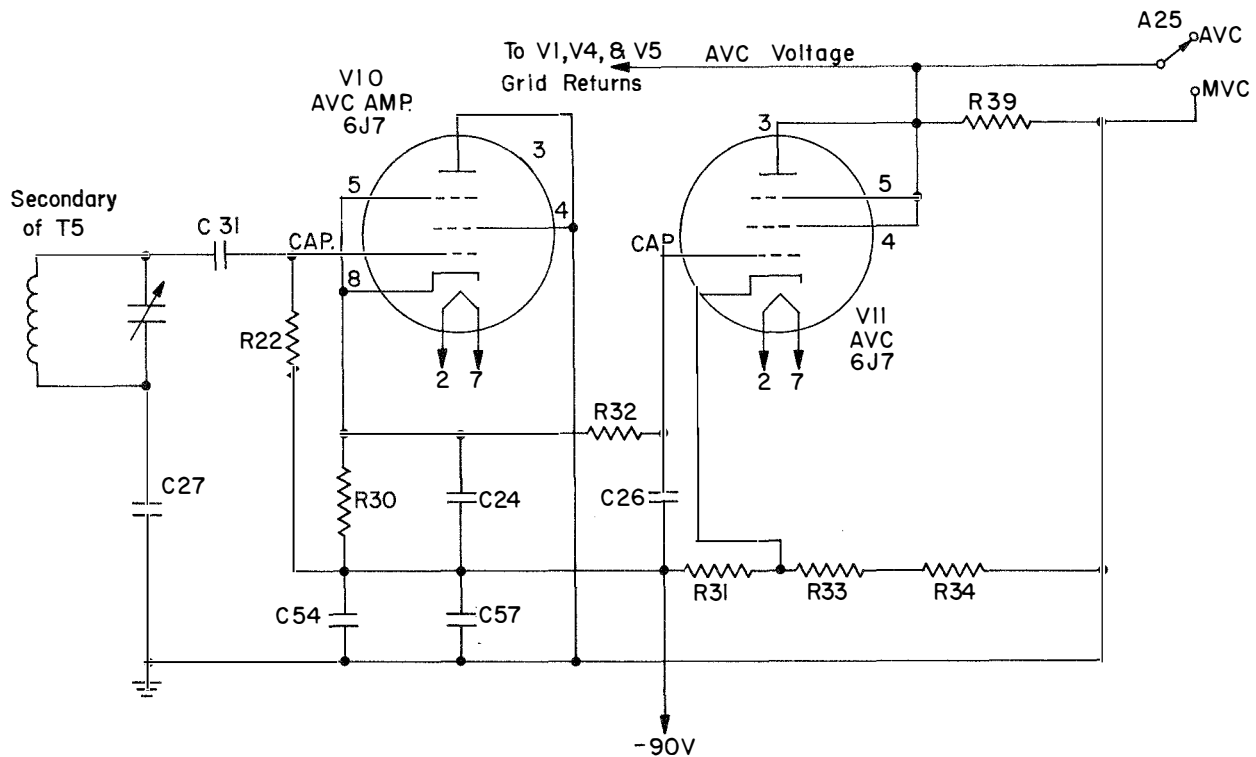 A25
AVC
To V1, V4, & V5
AVC Voltage
Grid Returns
MVC
V10
AVC AMP.
6J7
R39
3
3
5
5
Secondary
of T5
4
C 31
CAP.
CAP
4
8
V11
AVC
6J7
R22
2 7
2 7
R32
C27
R30
C24
C26
R31
R33
R34
C54
C57
-90V